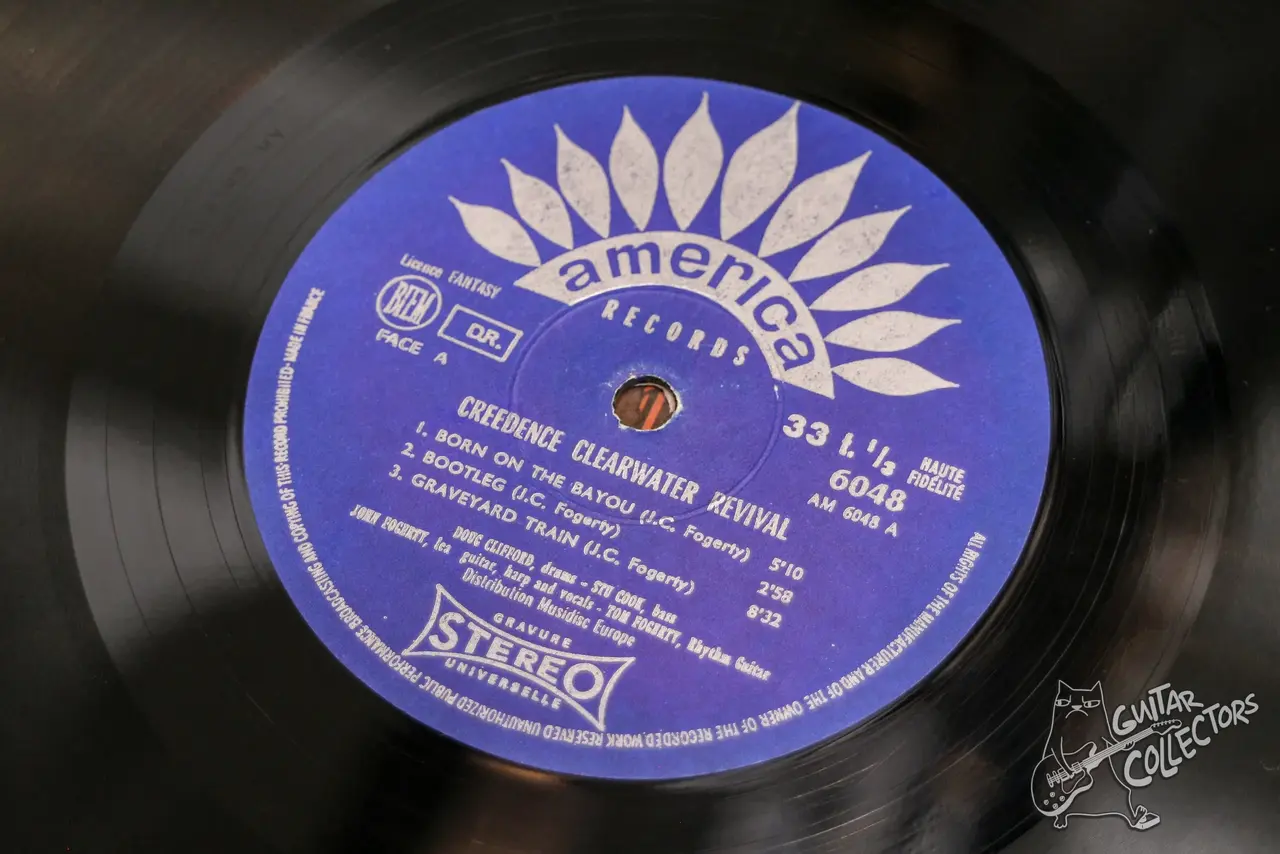 america
RECORDS
Licence FANTASY
BIEM
D.R.
FACE A
33 t. 1/3
HAUTE
FIDÉLITÉ
6048
AM 6048 A
CREEDENCE CLEARWATER REVIVAL
1. BORN ON THE BAYOU (J.C. Fogerty) 5'10
2. BOOTLEG (J.C. Fogerty) 2'58
3. GRAVEYARD TRAIN (J.C. Fogerty) 8'32
DOUG CLIFFORD, drums - STU COOK, bass
JOHN FOGHETY, lea guitar, harp and vocals - TOM FOGHETY, Rhythm Guitar
Distribution Musidisc Europe
GRAVURE
STEREO
UNIVERSELLE
ALL RIGHTS OF THE MANUFACTURER AND OF THE OWNER OF THE RECORDED WORK RESERVED UNAUTHORIZED PUBLIC PERFORMANCE BROADCASTING AND COPYING OF THIS RECORD PROHIBITED - MADE IN FRANCE
GUITAR
COLLECTORS